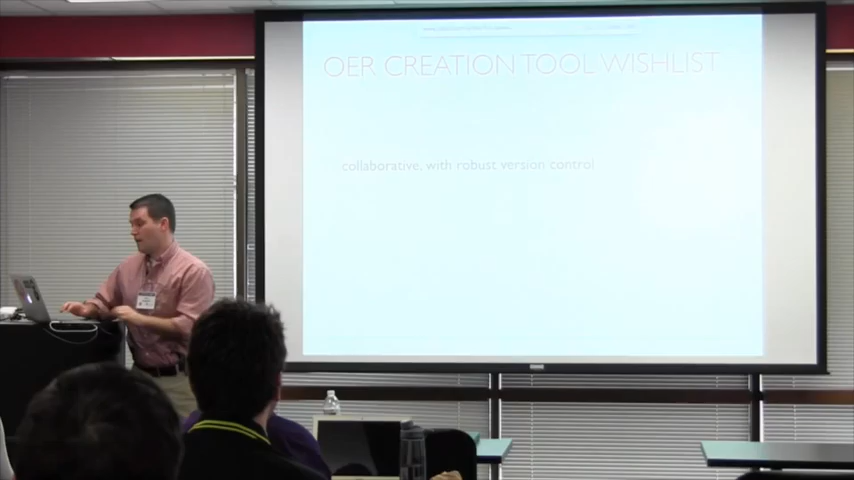 OER CREATION TOOL WISHLIST
collaborative, with robust version control